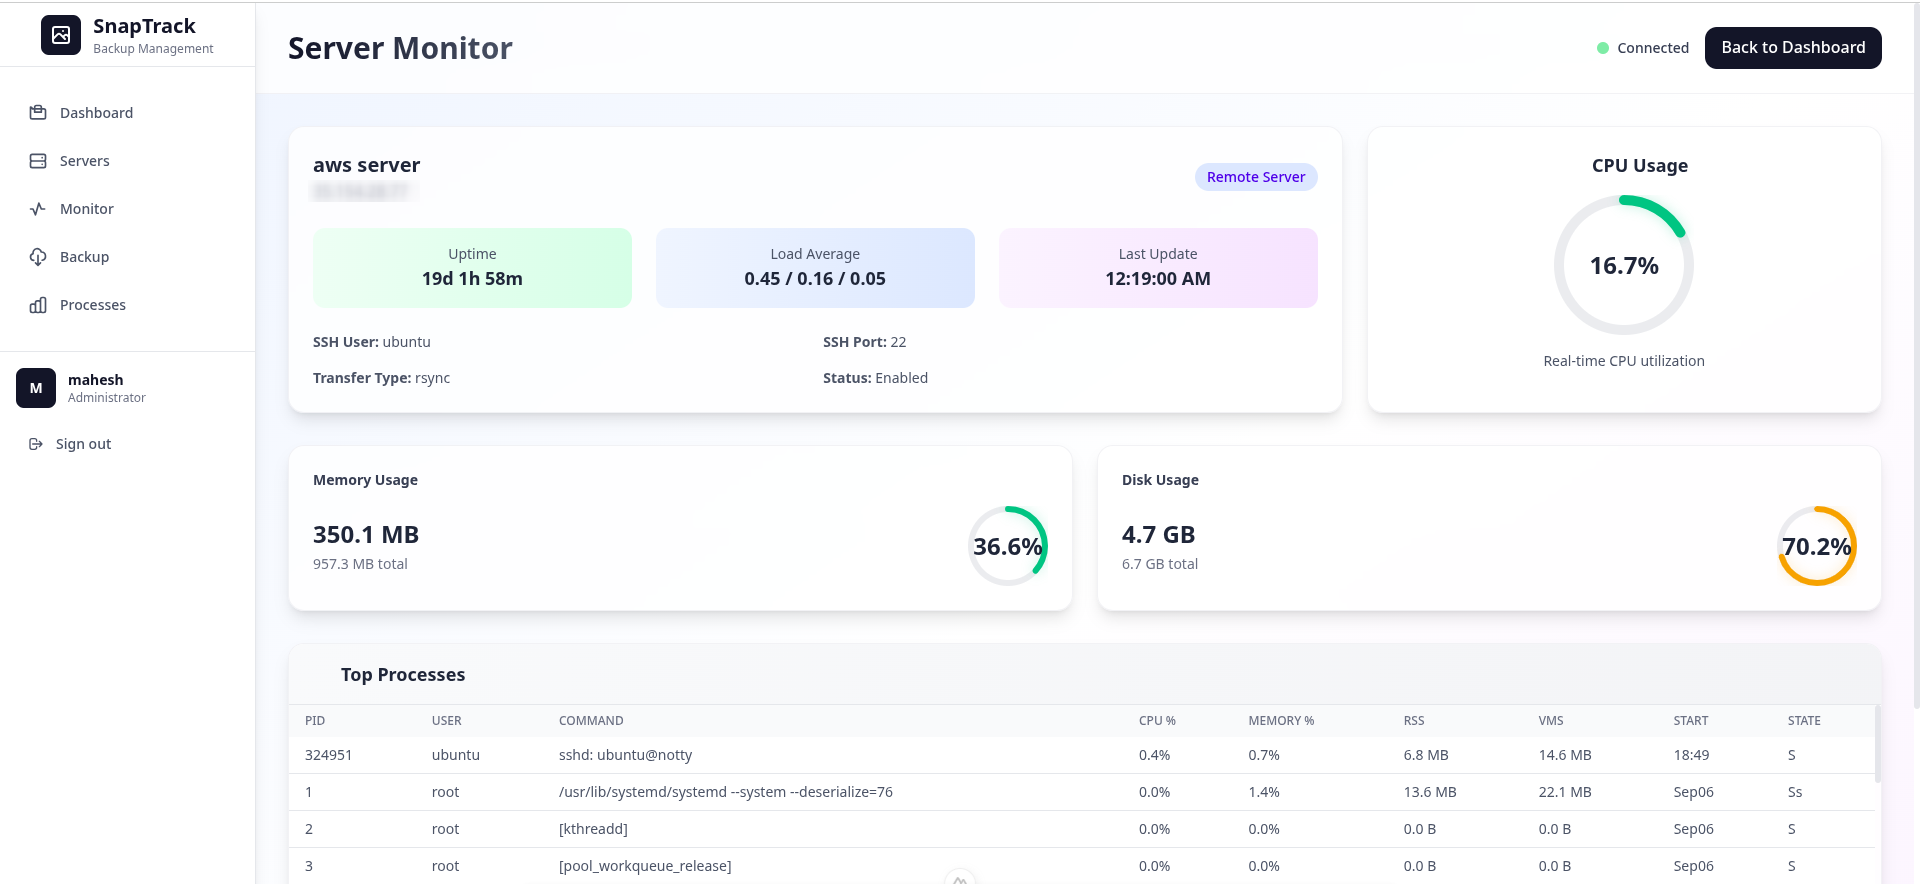 SnapTrack
Backup Management
Dashboard
Servers
Monitor
Backup
Processes
M
mahesh
Administrator
Sign out
Server Monitor
Connected
Back to Dashboard
aws server
Remote Server
Uptime
19d 1h 58m
Load Average
0.45 / 0.16 / 0.05
Last Update
12:19:00 AM
SSH User: ubuntu
SSH Port: 22
Transfer Type: rsync
Status: Enabled
CPU Usage
16.7%
Real-time CPU utilization
Memory Usage
350.1 MB
957.3 MB total
36.6%
Disk Usage
4.7 GB
6.7 GB total
70.2%
Top Processes
PID USER COMMAND CPU % MEMORY % RSS VMS START STATE
324951 ubuntu sshd: ubuntu@notty 0.4% 0.7% 6.8 MB 14.6 MB 18:49 S
1 root /usr/lib/systemd/systemd --system --deserialize=76 0.0% 1.4% 13.6 MB 22.1 MB Sep06 Ss
2 root [kthreadd] 0.0% 0.0% 0.0 B 0.0 B Sep06 S
3 root [pool_workqueue_release] 0.0% 0.0% 0.0 B 0.0 B Sep06 S